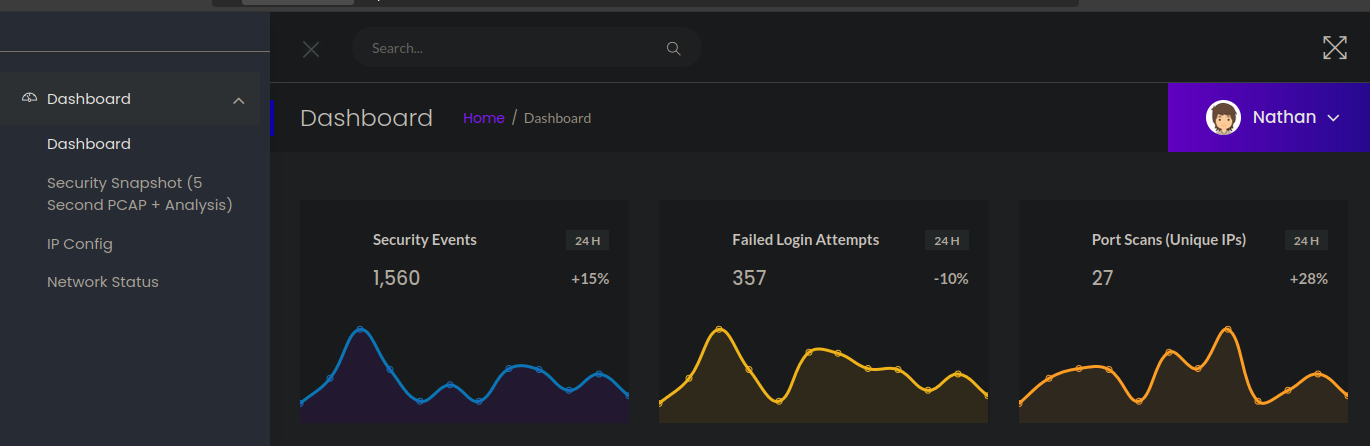 Search...
Dashboard
Dashboard
Security Snapshot (5
Second PCAP + Analysis)
IP Config
Network Status
Dashboard
Home / Dashboard
Nathan
Security Events
24 H
1,560
+15%
Failed Login Attempts
24 H
357
-10%
Port Scans (Unique IPs)
24 H
27
+28%